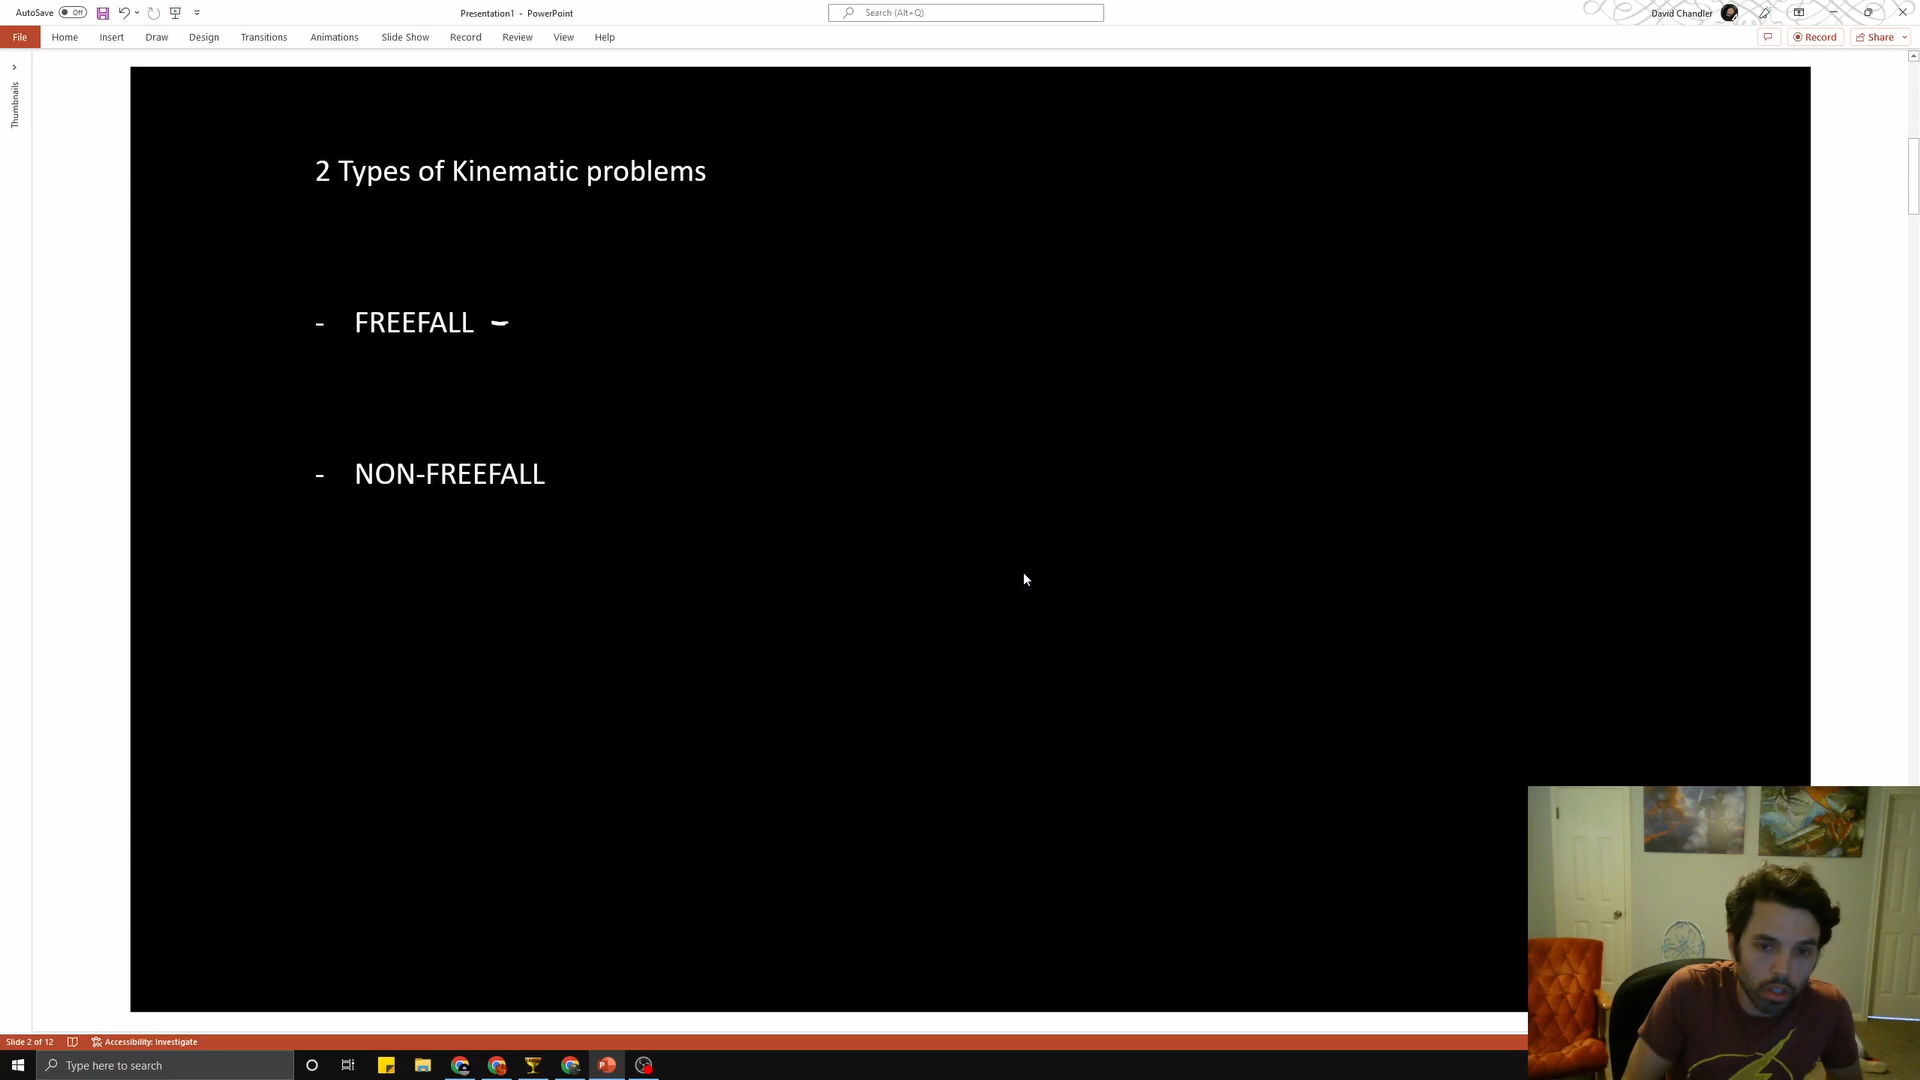 AutoSave Off
Presentation1 - PowerPoint
Search (Alt+Q)
David Chandler
File Home Insert Draw Design Transitions Animations Slide Show Record Review View Help
Record Share
Thumbnails
2 Types of Kinematic problems
- FREEFALL -
- NON-FREEFALL
Slide 2 of 12 Accessibility: Investigate
Type here to search